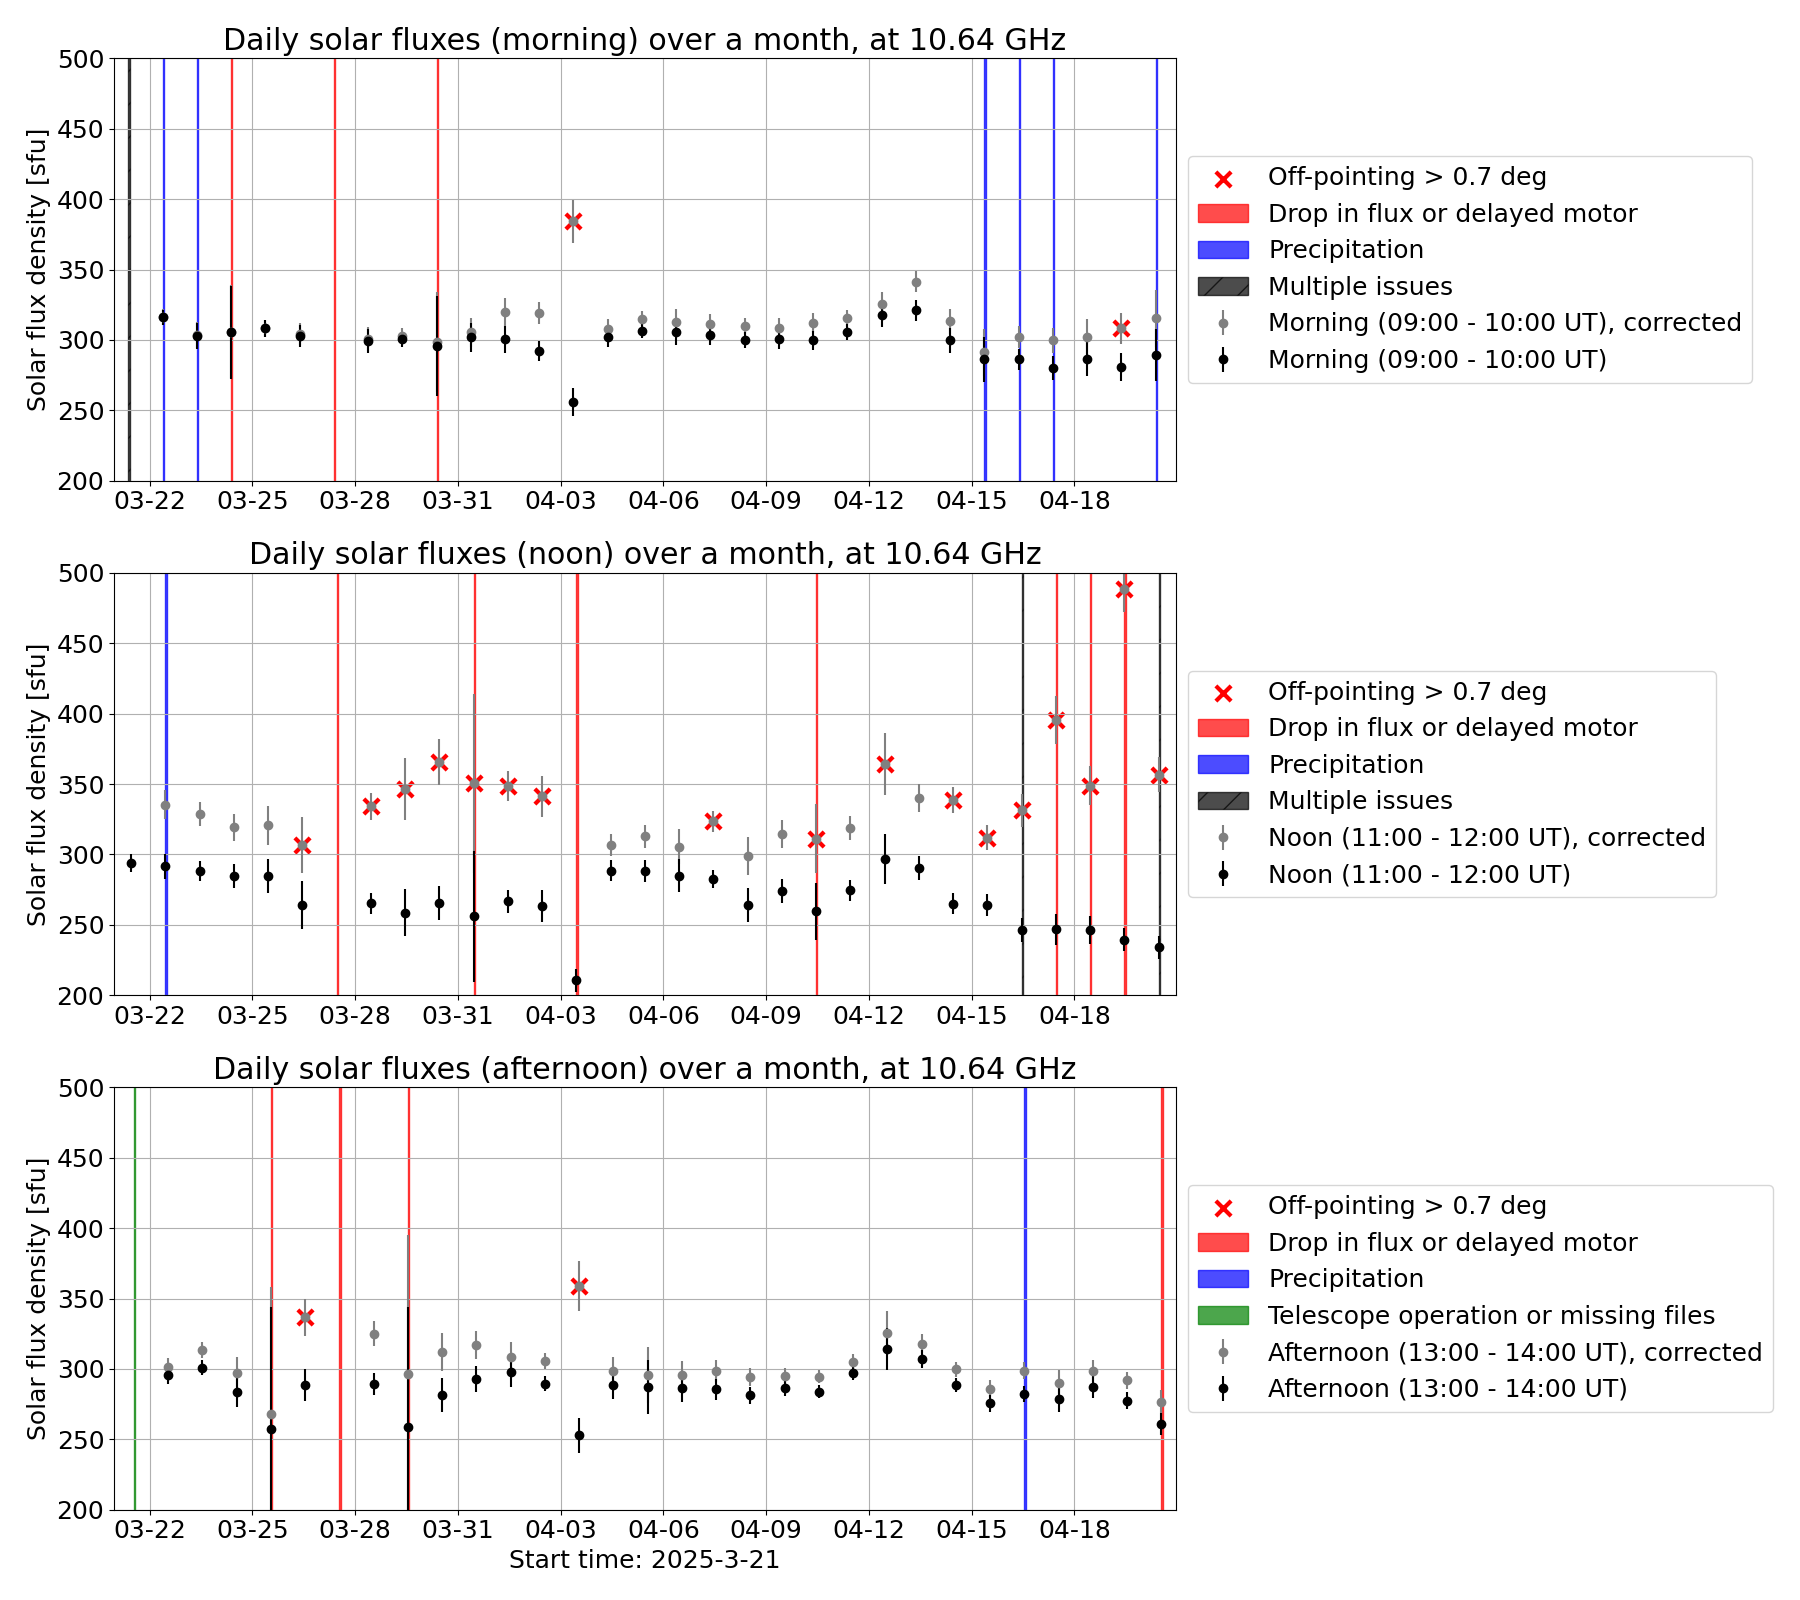 Daily solar fluxes (morning) over a month, at 10.64 GHz
Solar flux density [sfu]
500
450
400
350
300
250
200
03-22 03-25 03-28 03-31 04-03 04-06 04-09 04-12 04-15 04-18
Off-pointing > 0.7 deg
Drop in flux or delayed motor
Precipitation
Multiple issues
Morning (09:00 - 10:00 UT), corrected
Morning (09:00 - 10:00 UT)
Daily solar fluxes (noon) over a month, at 10.64 GHz
Solar flux density [sfu]
500
450
400
350
300
250
200
03-22 03-25 03-28 03-31 04-03 04-06 04-09 04-12 04-15 04-18
Off-pointing > 0.7 deg
Drop in flux or delayed motor
Precipitation
Multiple issues
Noon (11:00 - 12:00 UT), corrected
Noon (11:00 - 12:00 UT)
Daily solar fluxes (afternoon) over a month, at 10.64 GHz
Solar flux density [sfu]
500
450
400
350
300
250
200
03-22 03-25 03-28 03-31 04-03 04-06 04-09 04-12 04-15 04-18
Start time: 2025-3-21
Off-pointing > 0.7 deg
Drop in flux or delayed motor
Precipitation
Telescope operation or missing files
Afternoon (13:00 - 14:00 UT), corrected
Afternoon (13:00 - 14:00 UT)